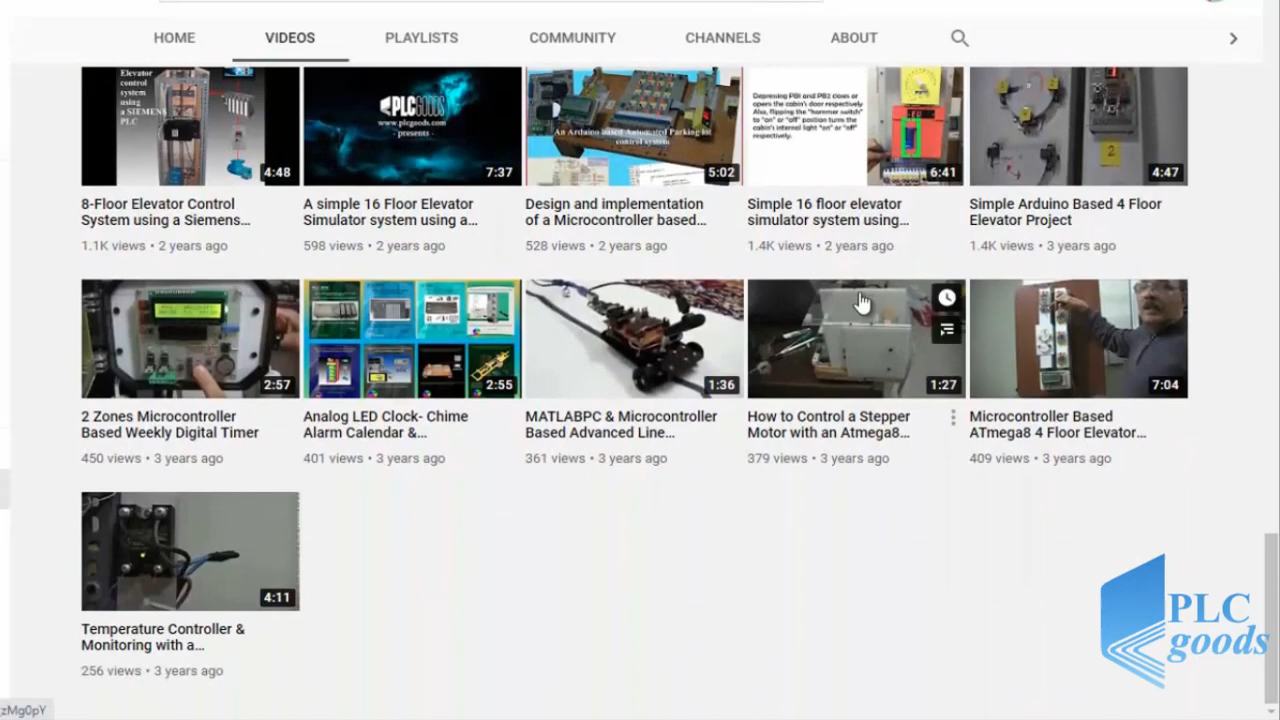 HOME
VIDEOS
PLAYLISTS
COMMUNITY
CHANNELS
ABOUT
Elevator
control
system
using
a SIEMENS
PLC
4:48
PLCGOODS
www.plcgoods.com
- presents -
7:37
An Arduino based Automated Parking lot
control system
5:02
Depressing PB1 and PB2 closes or
opens the cabin's door respectively
Also, flipping the "hammer switch"
to "on" or "off" position turns the
cabin's internal light "on" or "off"
respectively.
6:41
2
4:47
8-Floor Elevator Control
System using a Siemens...
1.1K views • 2 years ago
A simple 16 Floor Elevator
Simulator system using a...
598 views • 2 years ago
Design and implementation
of a Microcontroller based...
528 views • 2 years ago
Simple 16 floor elevator
simulator system using...
1.4K views • 2 years ago
Simple Arduino Based 4 Floor
Elevator Project
1.4K views • 3 years ago
2:57
2:55
1:36
1:27
7:04
2 Zones Microcontroller
Based Weekly Digital Timer
450 views • 3 years ago
Analog LED Clock- Chime
Alarm Calendar &...
401 views • 3 years ago
MATLABPC & Microcontroller
Based Advanced Line...
361 views • 3 years ago
How to Control a Stepper
Motor with an Atmega8...
379 views • 3 years ago
Microcontroller Based
ATmega8 4 Floor Elevator...
409 views • 3 years ago
4:11
Temperature Controller &
Monitoring with a...
256 views • 3 years ago
PLC
goods
zMg0pY